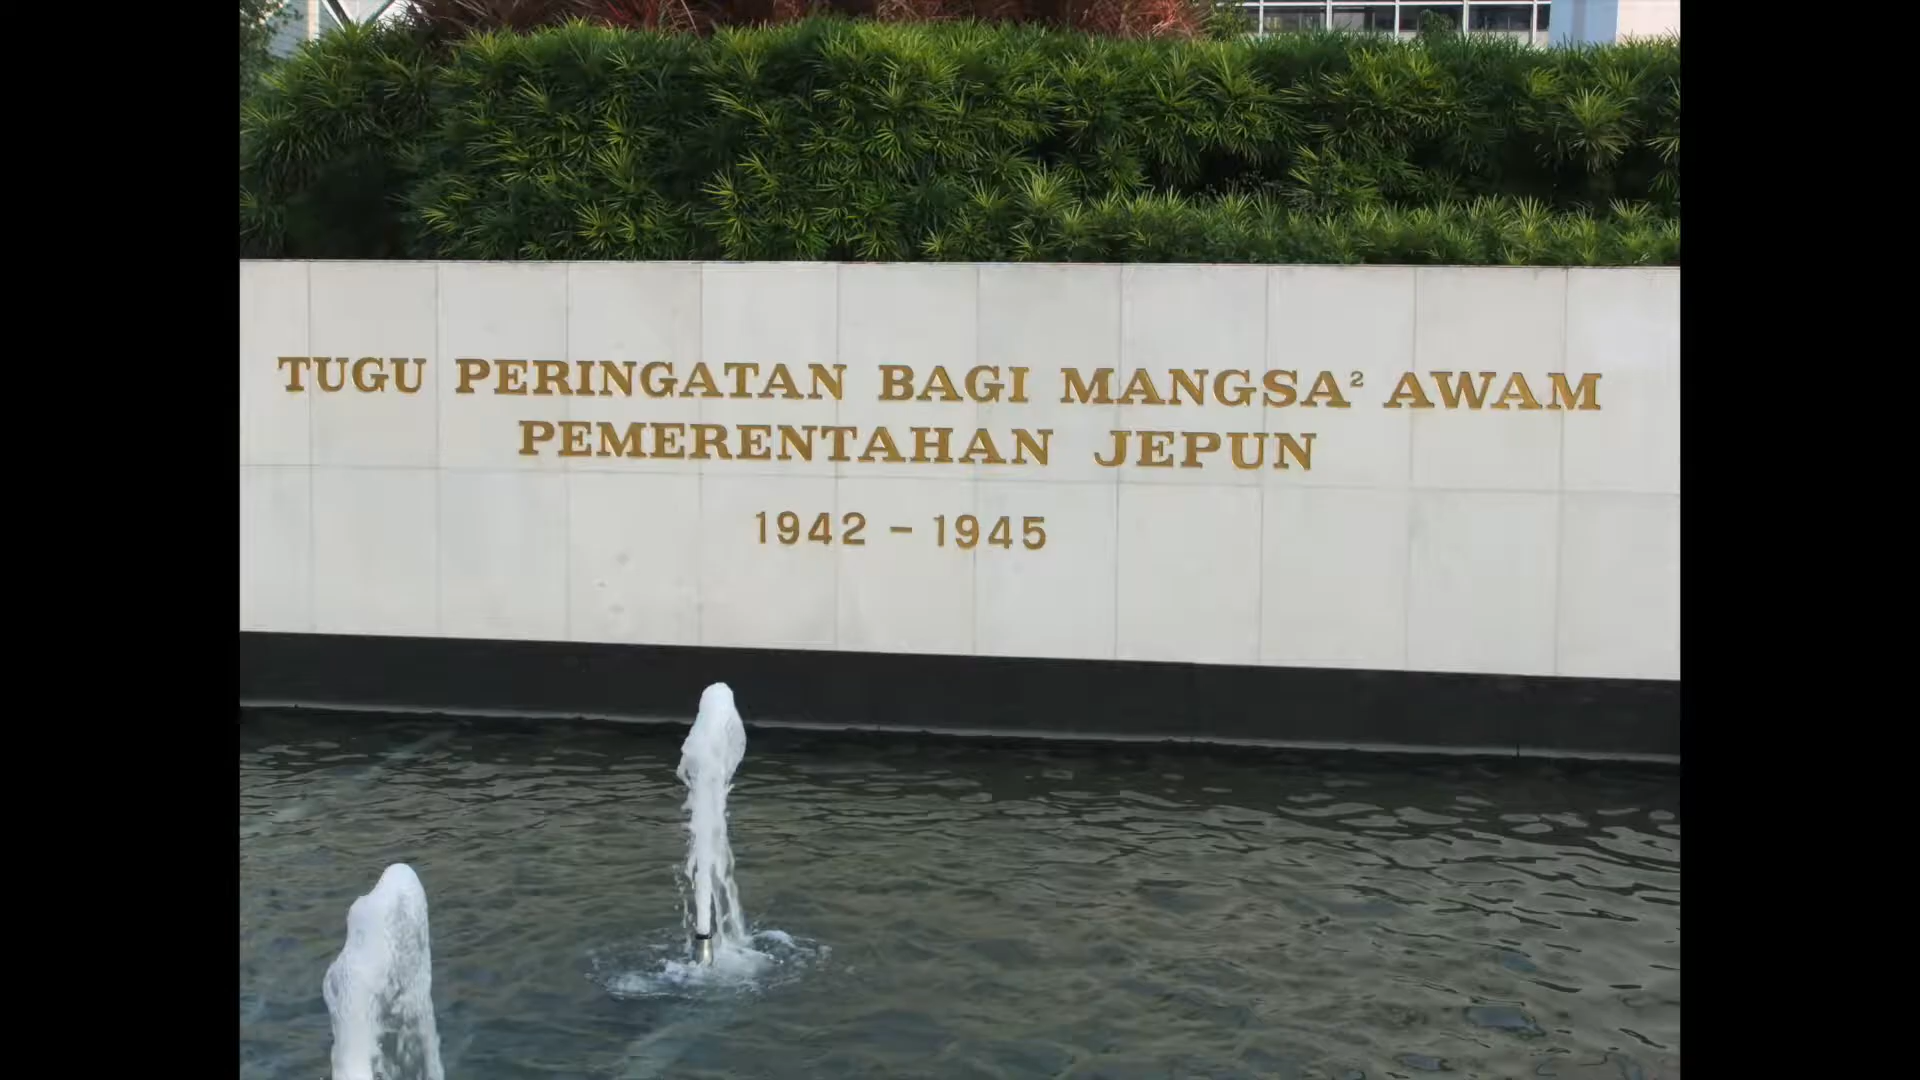 TUGU PERINGATAN BAGI MANGSA² AWAM
PEMERENTAHAN JEPUN
1942 – 1945